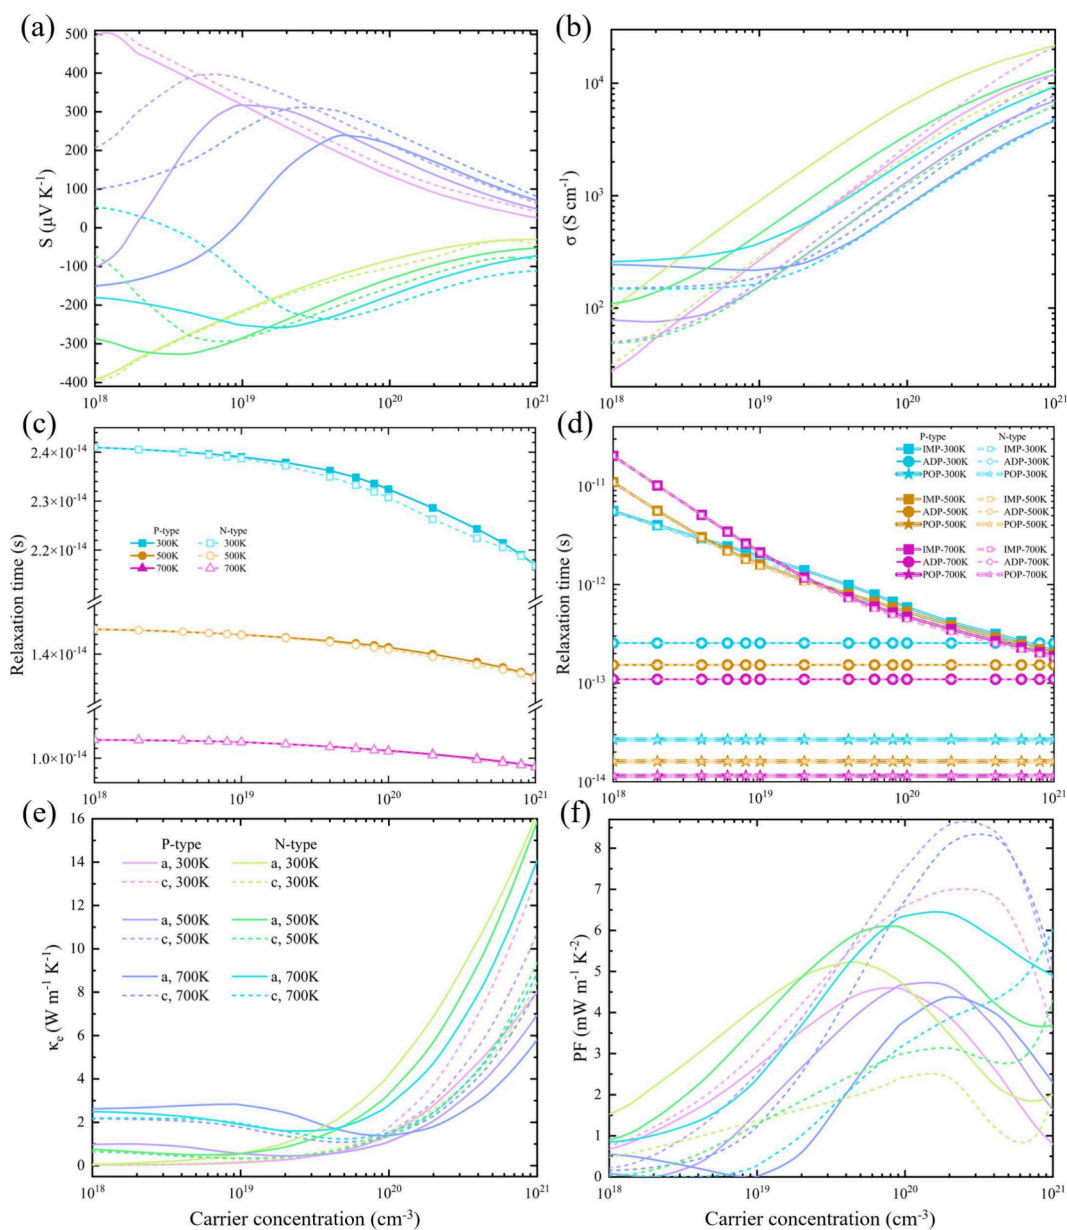 (a)
500
400
300
200
100
0
-100
-200
-300
-400
S (μV K⁻¹)
10¹⁸
10¹⁹
10²⁰
10²¹
(b)
10⁴
10³
10²
σ (S cm⁻¹)
10¹⁸
10¹⁹
10²⁰
10²¹
(c)
2.4×10⁻¹⁴
2.3×10⁻¹⁴
2.2×10⁻¹⁴
1.4×10⁻¹⁴
1.0×10⁻¹⁴
Relaxation time (s)
P-type N-type
300K 300K
500K 500K
700K 700K
10¹⁸
10¹⁹
10²⁰
10²¹
(d)
10⁻¹¹
10⁻¹²
10⁻¹³
10⁻¹⁴
Relaxation time (s)
P-type N-type
IMP-300K IMP-300K
ADP-300K ADP-300K
POP-300K POP-300K
IMP-500K IMP-500K
ADP-500K ADP-500K
POP-500K POP-500K
IMP-700K IMP-700K
ADP-700K ADP-700K
POP-700K POP-700K
10¹⁸
10¹⁹
10²⁰
10²¹
(e)
16
14
12
10
8
6
4
2
0
κₑ (W m⁻¹ K⁻¹)
P-type N-type
a, 300K a, 300K
c, 300K c, 300K
a, 500K a, 500K
c, 500K c, 500K
a, 700K a, 700K
c, 700K c, 700K
10¹⁸
10¹⁹
10²⁰
10²¹
Carrier concentration (cm⁻³)
(f)
8
7
6
5
4
3
2
1
0
PF (mW m⁻¹ K⁻²)
10¹⁸
10¹⁹
10²⁰
10²¹
Carrier concentration (cm⁻³)